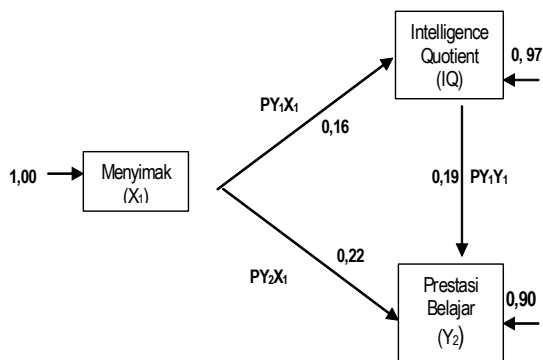 Intelligence
Quotient
(IQ)
0, 97
PY₁X₁
0,16
1,00
Menyimak
(X₁)
0,19 PY₁Y₁
0,22
PY₂X₁
Prestasi
Belajar
(Y₂)
0,90